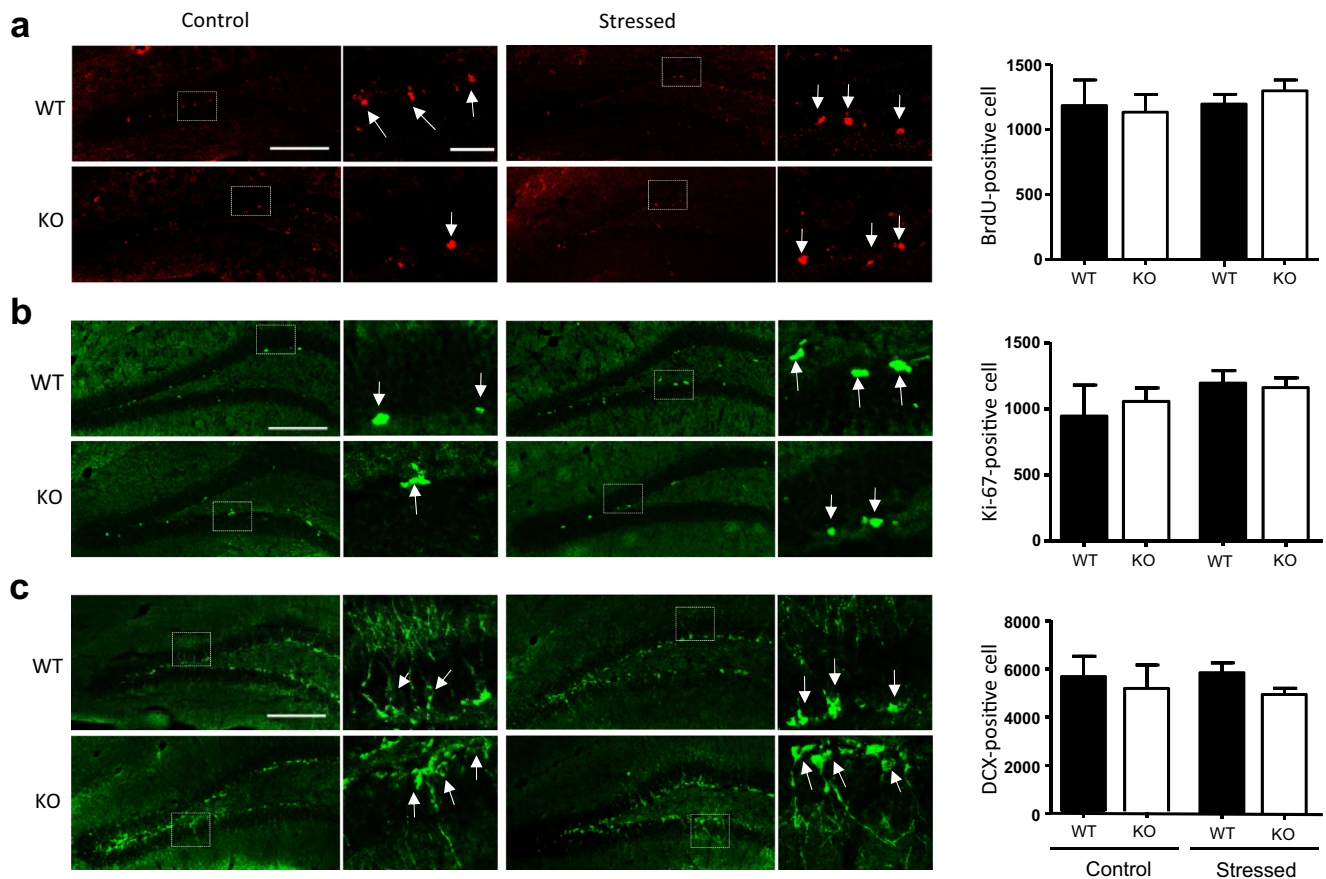 a
Control
Stressed
WT
KO
BrdU-positive cell
1500
1000
500
0
WT
KO
WT
KO
b
WT
KO
Ki-67-positive cell
1500
1000
500
0
WT
KO
WT
KO
c
WT
KO
DCX-positive cell
8000
6000
4000
2000
0
WT
KO
WT
KO
Control
Stressed